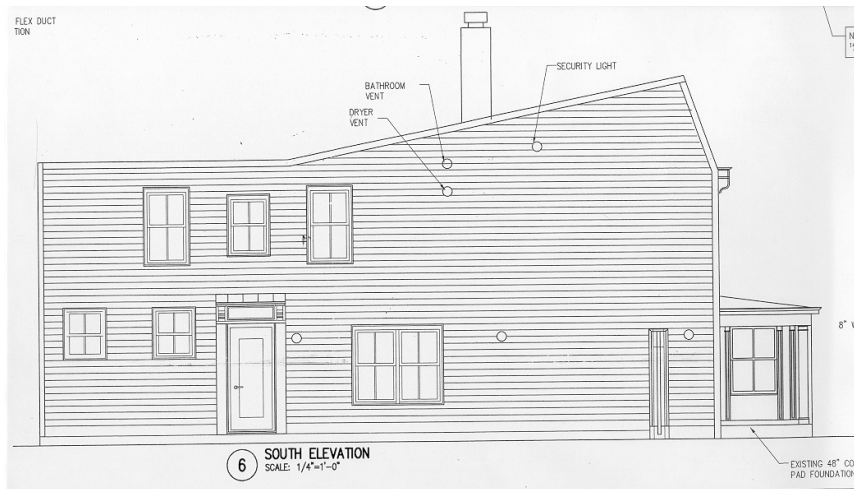 FLEX DUCT
TION
SECURITY LIGHT
BATHROOM
VENT
DRYER
VENT
N
8"
6
SOUTH ELEVATION
SCALE: 1/4"=1'-0"
EXISTING 48" CO
PAD FOUNDATION